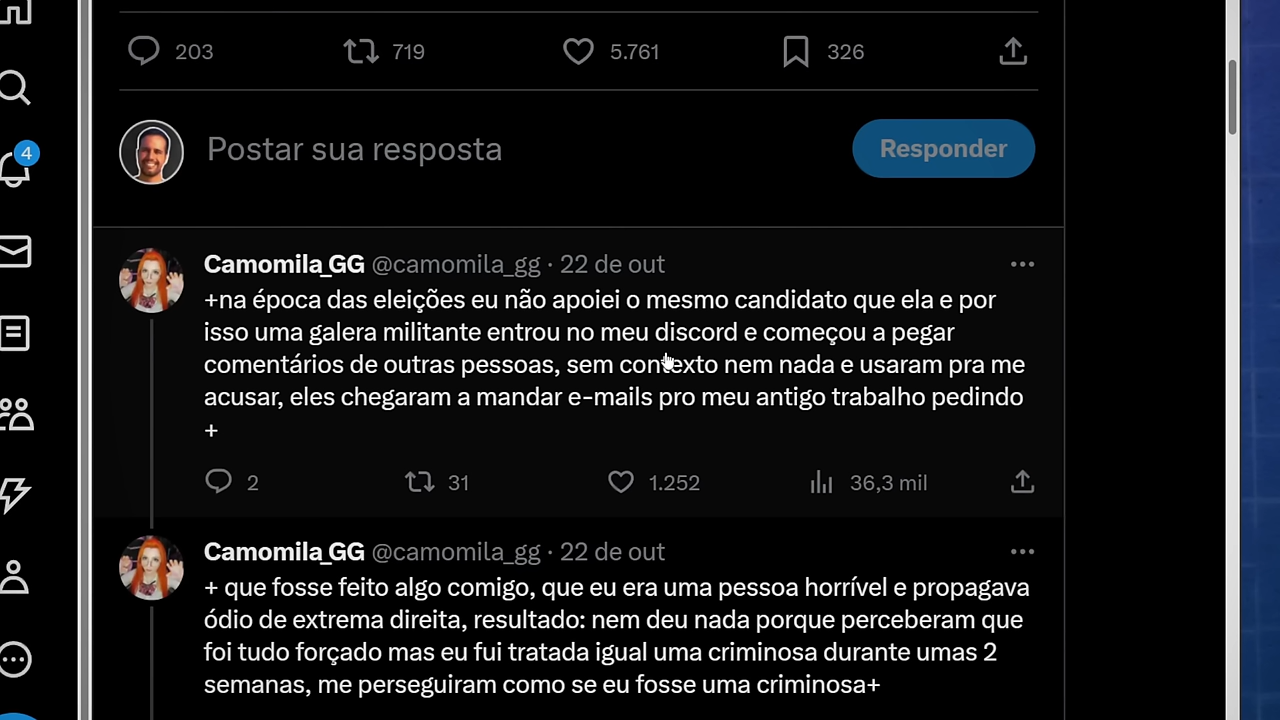 203 719 5.761 326
4
Postar sua resposta Responder
Camomila_GG @camomila_gg · 22 de out
+na época das eleições eu não apoiei o mesmo candidato que ela e por
isso uma galera militante entrou no meu discord e começou a pegar
comentários de outras pessoas, sem contexto nem nada e usaram pra me
acusar, eles chegaram a mandar e-mails pro meu antigo trabalho pedindo
+
2 31 1.252 36,3 mil
Camomila_GG @camomila_gg · 22 de out
+ que fosse feito algo comigo, que eu era uma pessoa horrível e propagava
ódio de extrema direita, resultado: nem deu nada porque perceberam que
foi tudo forçado mas eu fui tratada igual uma criminosa durante umas 2
semanas, me perseguiram como se eu fosse uma criminosa+